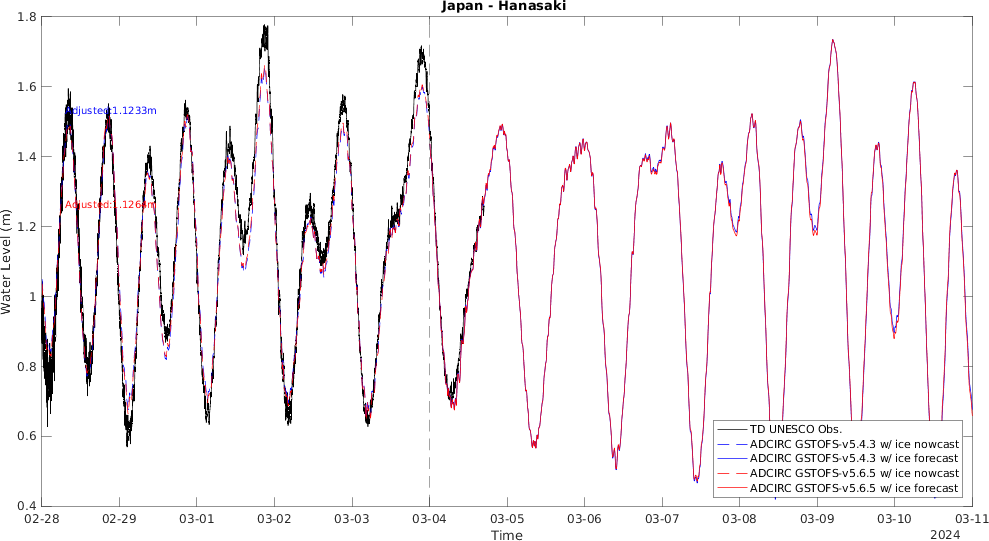 Japan - Hanasaki
1.8
1.6
1.4
1.2
1
0.8
0.6
0.4
Water Level (m)
Adjusted:1.1233m
Adjusted:1.1264m
TD UNESCO Obs.
ADCIRC GSTOFS-v5.4.3 w/ ice nowcast
ADCIRC GSTOFS-v5.4.3 w/ ice forecast
ADCIRC GSTOFS-v5.6.5 w/ ice nowcast
ADCIRC GSTOFS-v5.6.5 w/ ice forecast
02-28 02-29 03-01 03-02 03-03 03-04 03-05 03-06 03-07 03-08 03-09 03-10 03-11
Time
2024